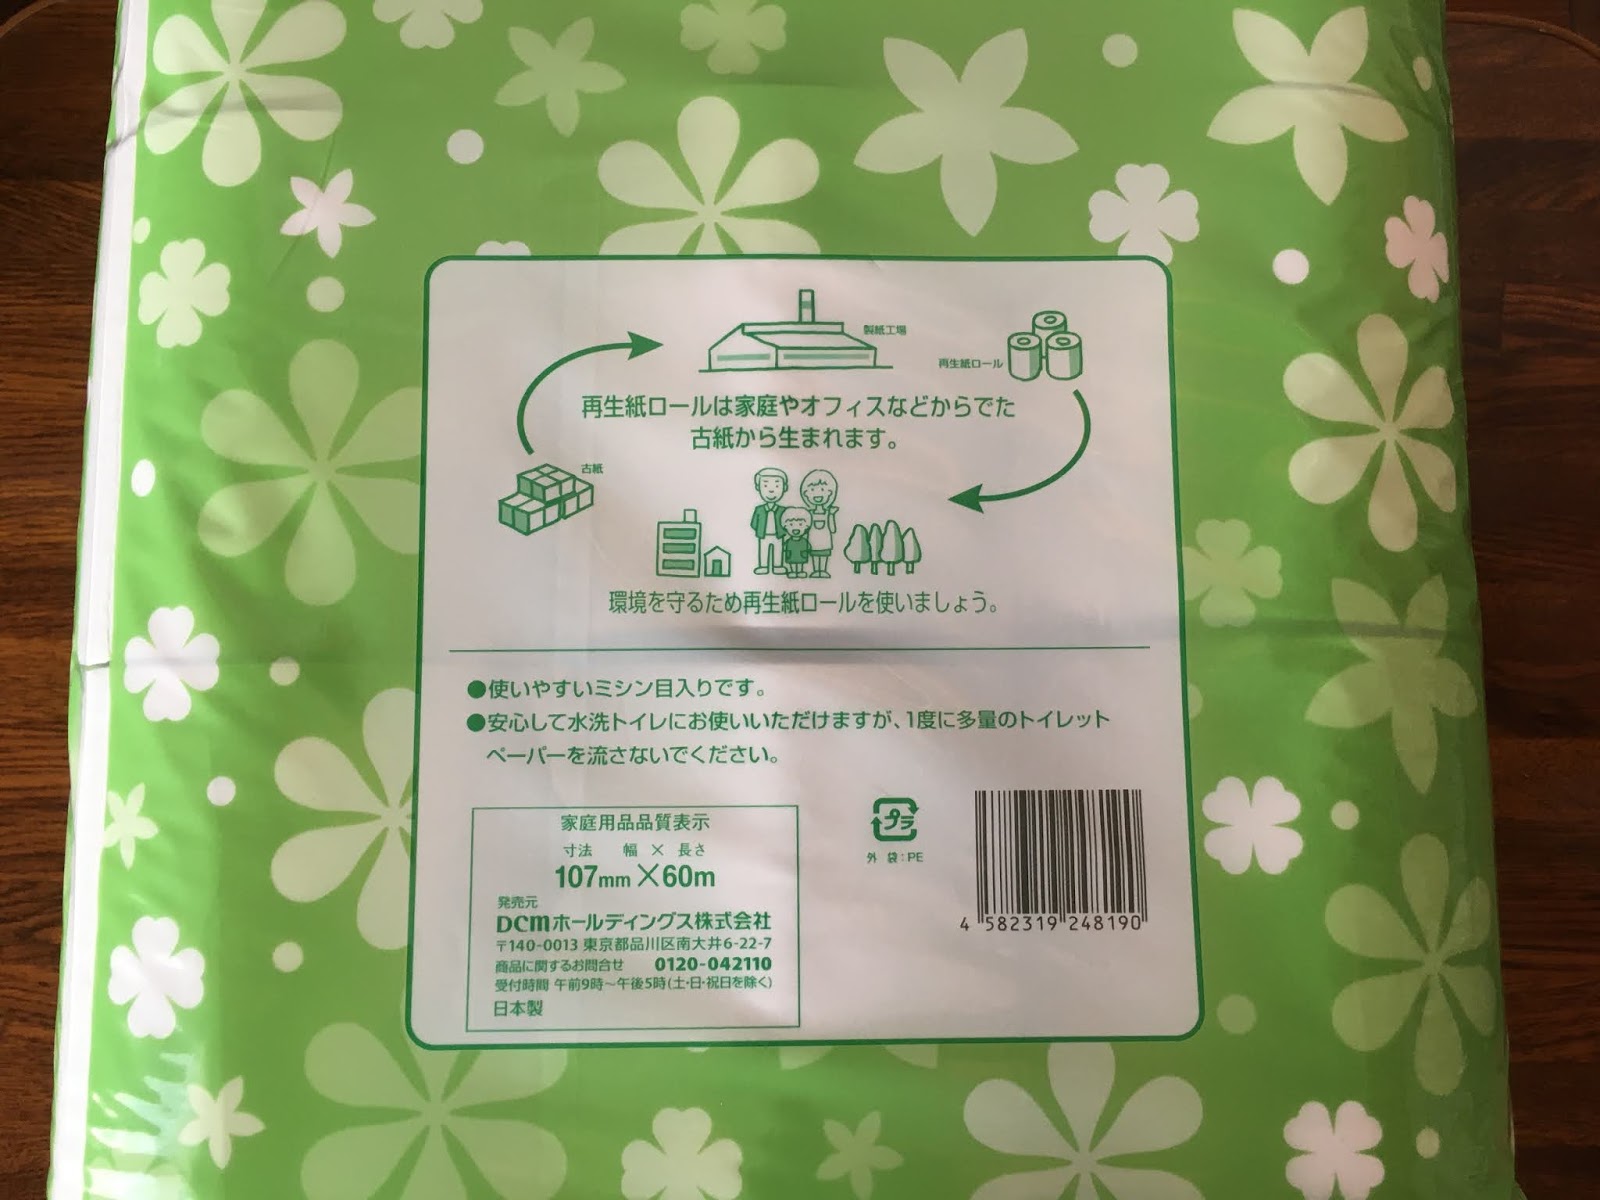 製紙工場
再生紙ロール
再生紙ロールは家庭やオフィスなどからでた
古紙から生まれます。
古紙
環境を守るため再生紙ロールを使いましょう。
●使いやすいミシン目入りです。
●安心して水洗トイレにお使いいただけますが、1度に多量のトイレット
ペーパーを流さないでください。
家庭用品品質表示
寸法 幅 × 長さ
107mm×60m
発売元
DCMホールディングス株式会社
〒140-0013 東京都品川区南大井6-22-7
商品に関するお問合せ 0120-042110
受付時間 午前9時〜午後5時(土・日・祝日を除く)
日本製
プラ
外 袋:PE
4 582319 248190